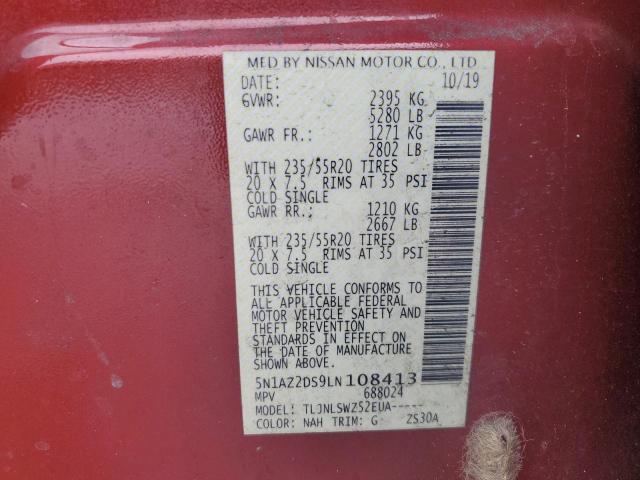 MFD BY NISSAN MOTOR CO., LTD
DATE: 10/19
GVWR: 2395 KG
5280 LB
GAWR FR.: 1271 KG
2802 LB
WITH 235/55R20 TIRES
20 X 7.5 RIMS AT 35 PSI
COLD SINGLE
GAWR RR.: 1210 KG
2667 LB
WITH 235/55R20 TIRES
20 X 7.5 RIMS AT 35 PSI
COLD SINGLE
THIS VEHICLE CONFORMS TO
ALL APPLICABLE FEDERAL
MOTOR VEHICLE SAFETY AND
THEFT PREVENTION
STANDARDS IN EFFECT ON
THE DATE OF MANUFACTURE
SHOWN ABOVE.
5N1AZ2DS9LN108413
MPV 688024
MODEL: TLJNLSWZ52EUA-----
COLOR: NAH TRIM: G ZS30A